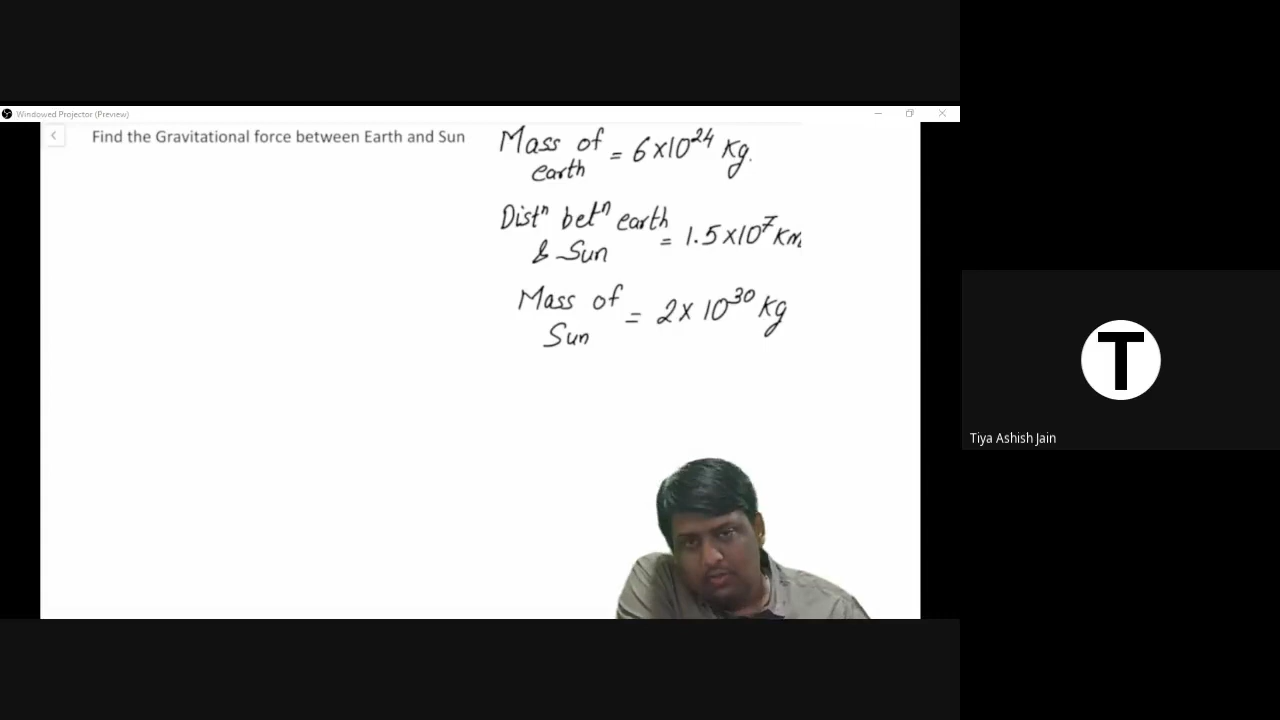 Windowed Projector (Preview)
Find the Gravitational force between Earth and Sun
Mass of earth = 6×10²⁴ Kg.
Distⁿ betⁿ earth & Sun = 1.5×10⁷ Km
Mass of Sun = 2×10³⁰ Kg
T
Tiya Ashish Jain